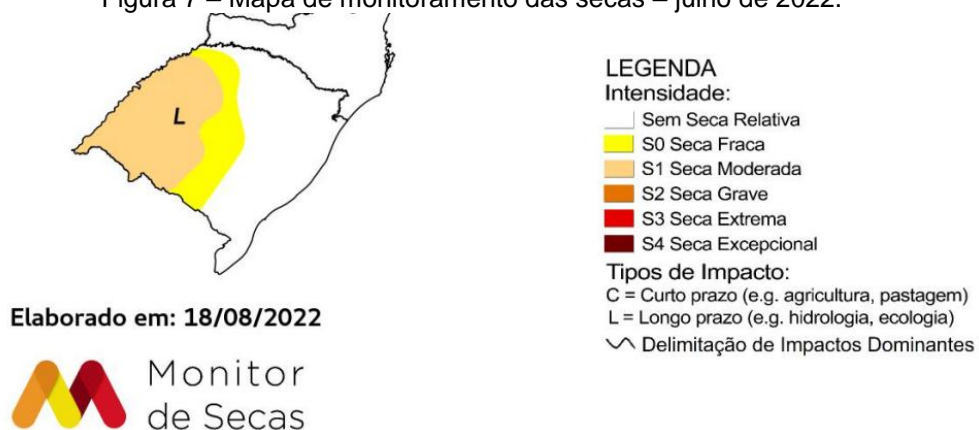 Figura 7 – Mapa de monitoramento das secas – julho de 2022.
L
LEGENDA
Intensidade:
Sem Seca Relativa
S0 Seca Fraca
S1 Seca Moderada
S2 Seca Grave
S3 Seca Extrema
S4 Seca Excepcional
Tipos de Impacto:
C = Curto prazo (e.g. agricultura, pastagem)
L = Longo prazo (e.g. hidrologia, ecologia)
Delimitação de Impactos Dominantes
Elaborado em: 18/08/2022
Monitor
de Secas